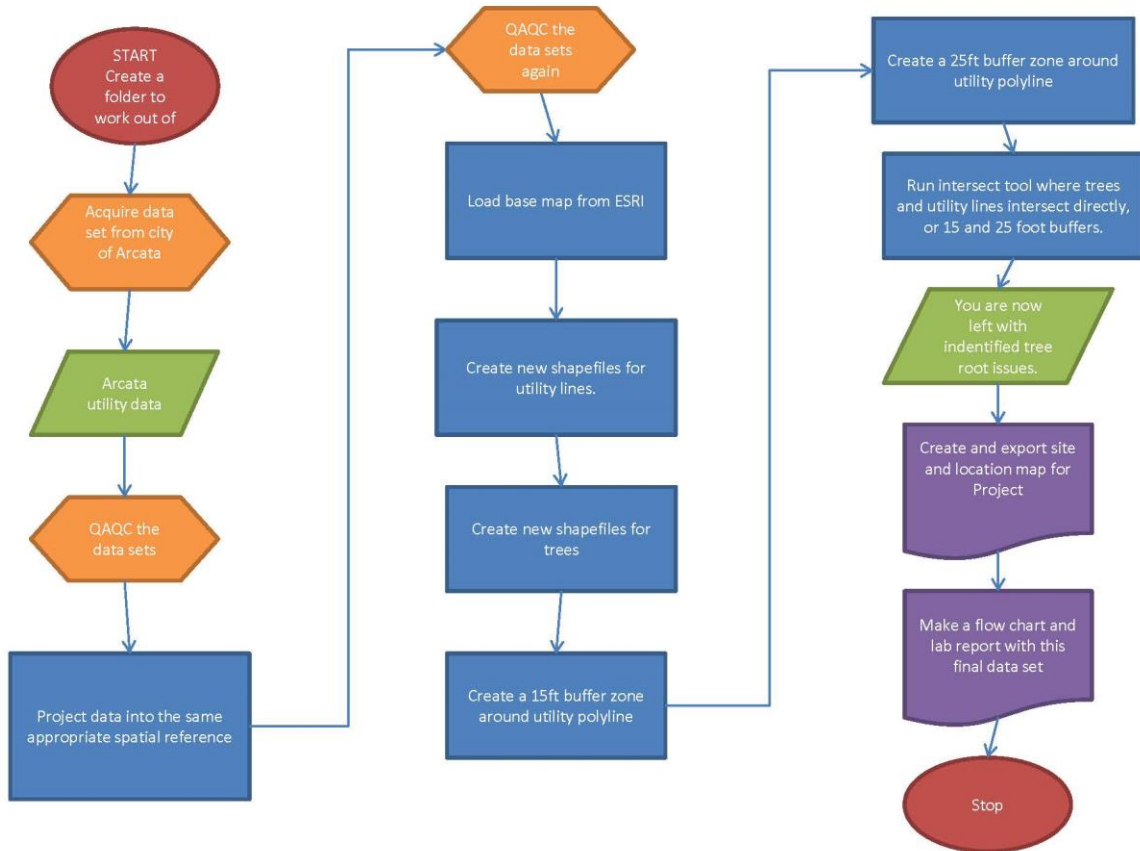 START
Create a
folder to
work out of
Acquire data
set from city
of Arcata
Arcata
utility data
QAQC the
data sets
Project data into the same
appropriate spatial reference
QAQC the
data sets
again
Load base map from ESRI
Create new shapefiles for
utility lines.
Create new shapefiles for
trees
Create a 15ft buffer zone
around utility polyline
Create a 25ft buffer zone around
utility polyline
Run intersect tool where trees
and utility lines intersect directly,
or 15 and 25 foot buffers.
You are now
left with
indentified tree
root issues.
Create and export site
and location map for
Project
Make a flow chart and
lab report with this
final data set
Stop